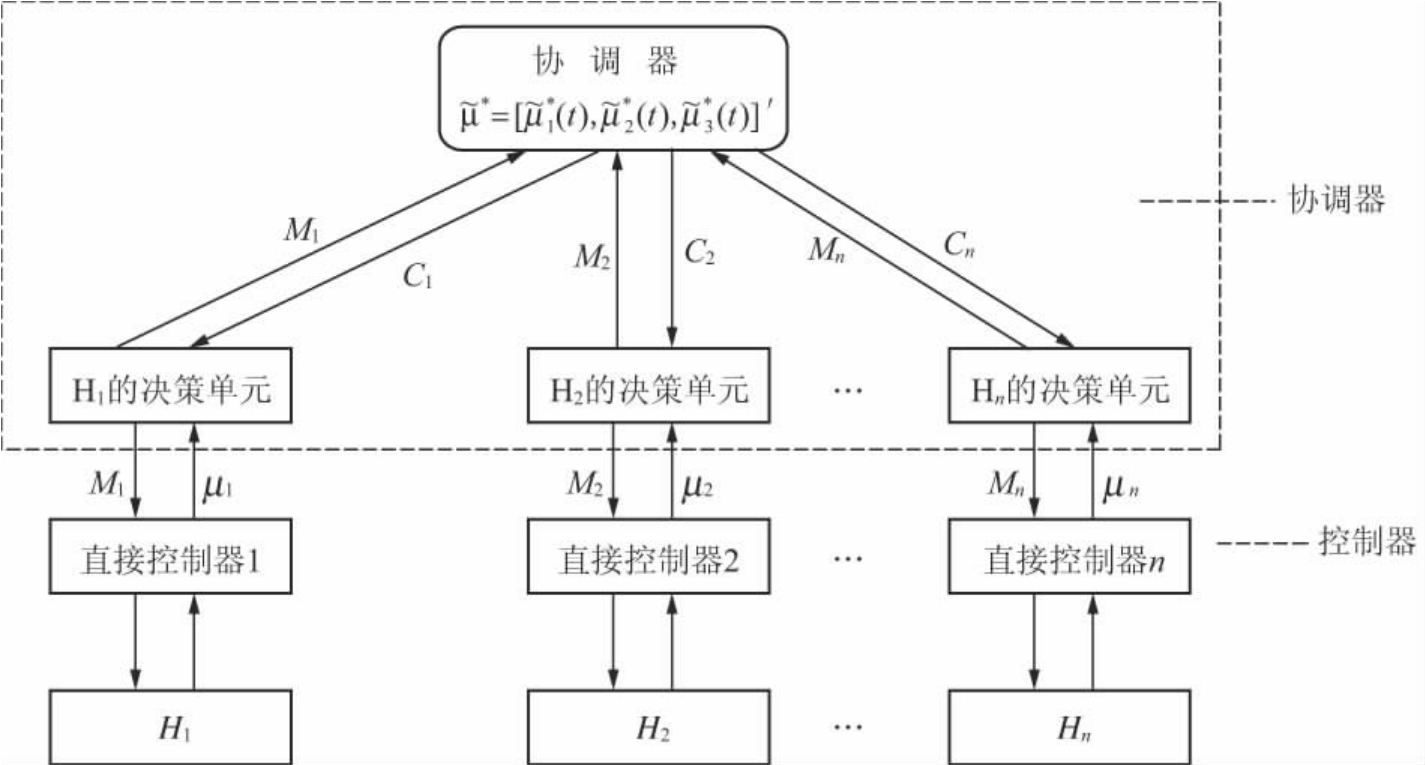 协 调 器
μ̃*=[μ̃₁*(t),μ̃₂*(t),μ̃₃*(t)]′
协调器
M₁
C₁
M₂
C₂
Mₙ
Cₙ
H₁的决策单元
H₂的决策单元
…
Hₙ的决策单元
M₁
μ₁
M₂
μ₂
Mₙ
μₙ
直接控制器1
直接控制器2
…
直接控制器n
控制器
H₁
H₂
…
Hₙ